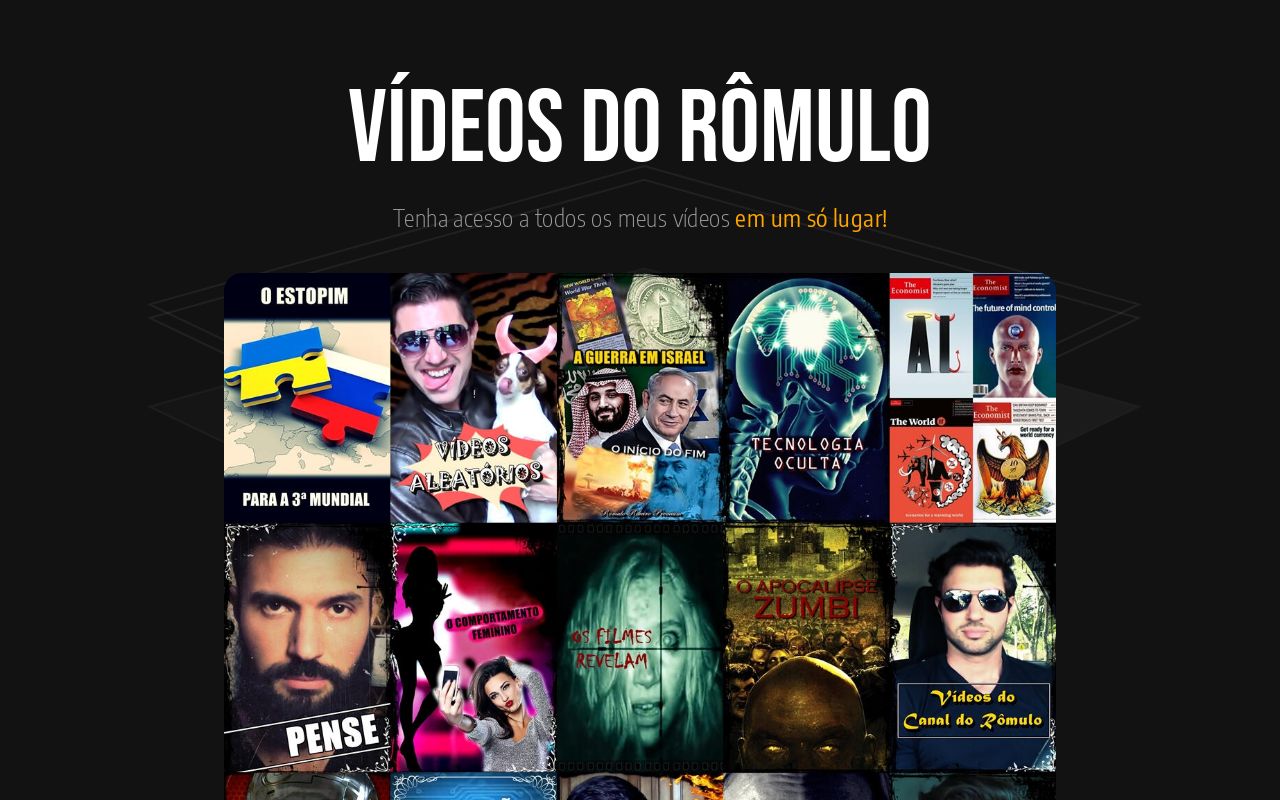 VÍDEOS DO RÔMULO
Tenha acesso a todos os meus vídeos em um só lugar!
O ESTOPIM
PARA A 3ª MUNDIAL
VÍDEOS
ALEATÓRIOS
World War Three
A GUERRA EM ISRAEL
O INÍCIO DO FIM
TECNOLOGIA
OCULTA
The
Economist
AI
The
Economist
The future of mind control
The World
The
Economist
Get ready for a
world currency
PENSE
O COMPORTAMENTO
FEMININO
OS FILMES
REVELAM
O APOCALIPSE
ZUMBI
Vídeos do
Canal do Rômulo